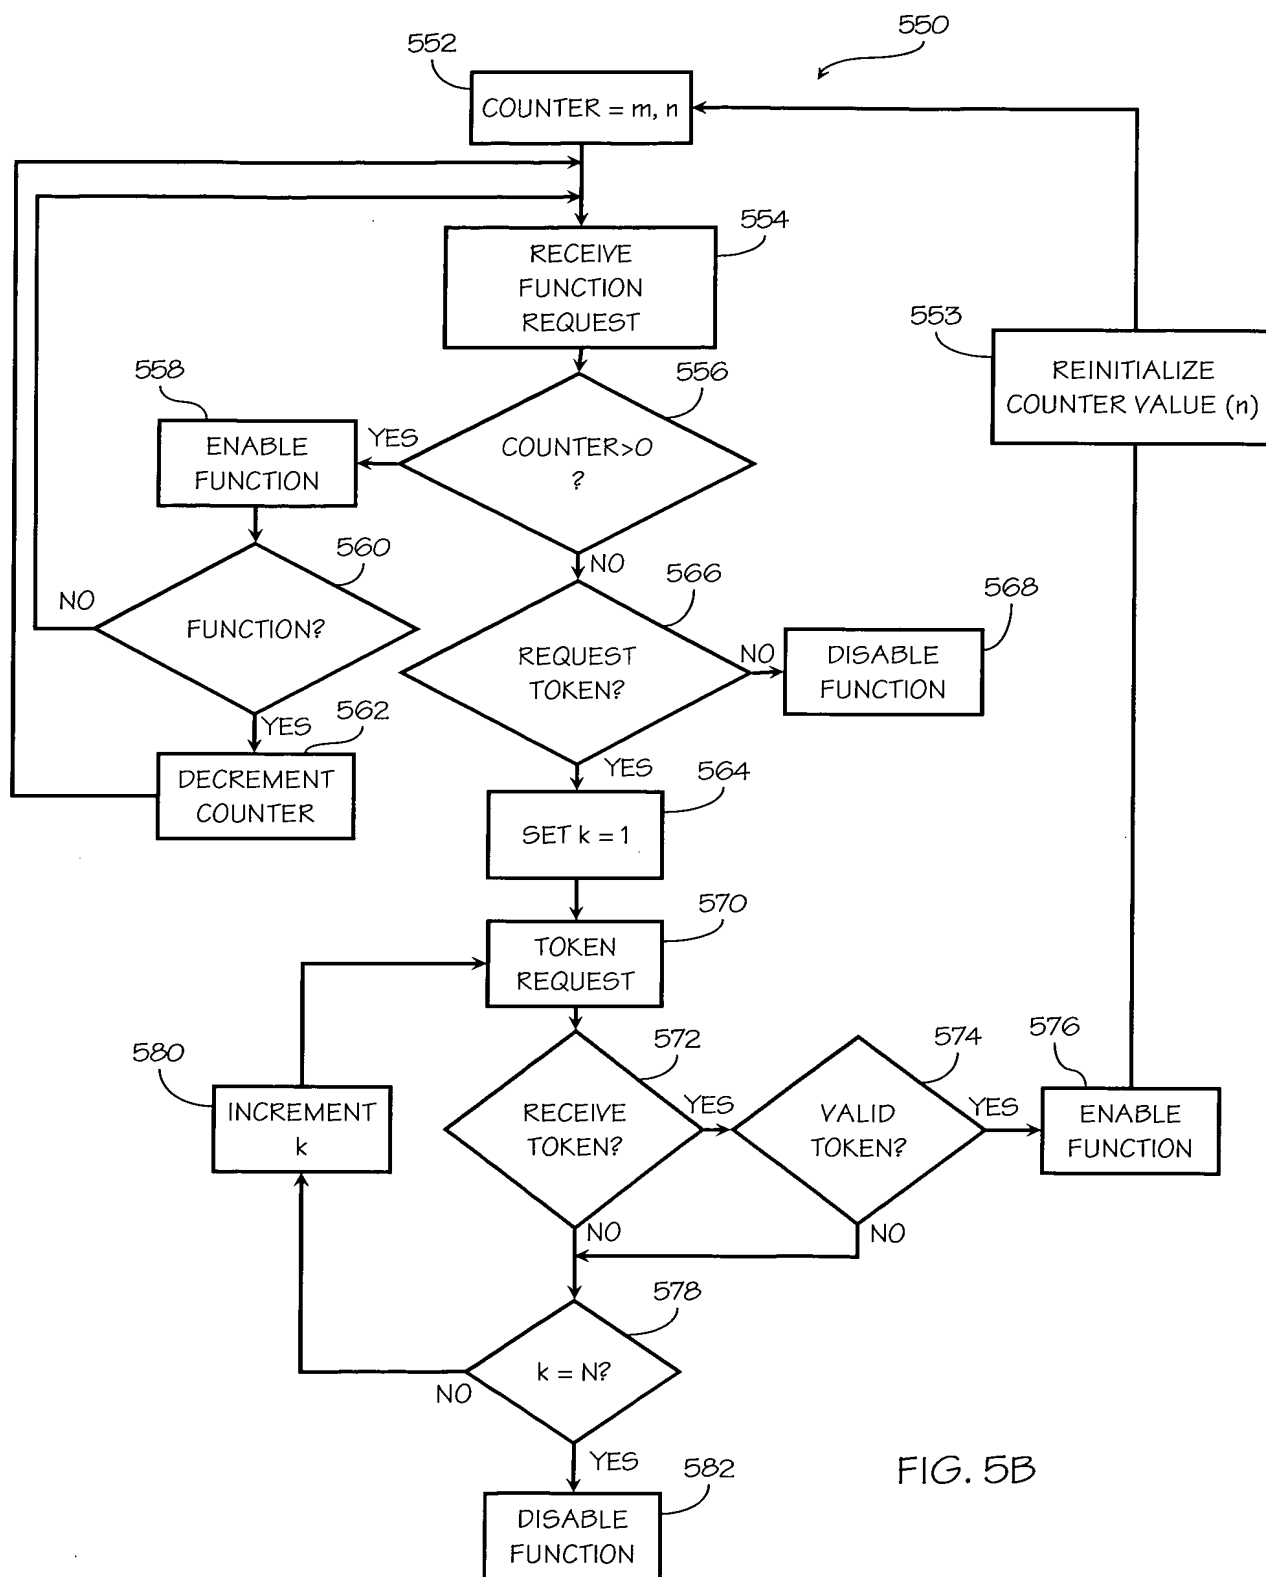 550
552
COUNTER = m, n
554
RECEIVE
FUNCTION
REQUEST
553
REINITIALIZE
COUNTER VALUE (n)
556
COUNTER>0
?
YES
NO
558
ENABLE
FUNCTION
560
FUNCTION?
NO
YES
562
DECREMENT
COUNTER
566
REQUEST
TOKEN?
NO
YES
568
DISABLE
FUNCTION
564
SET k = 1
570
TOKEN
REQUEST
572
RECEIVE
TOKEN?
YES
NO
574
VALID
TOKEN?
YES
NO
576
ENABLE
FUNCTION
580
INCREMENT
k
578
k = N?
NO
YES
582
DISABLE
FUNCTION
FIG. 5B